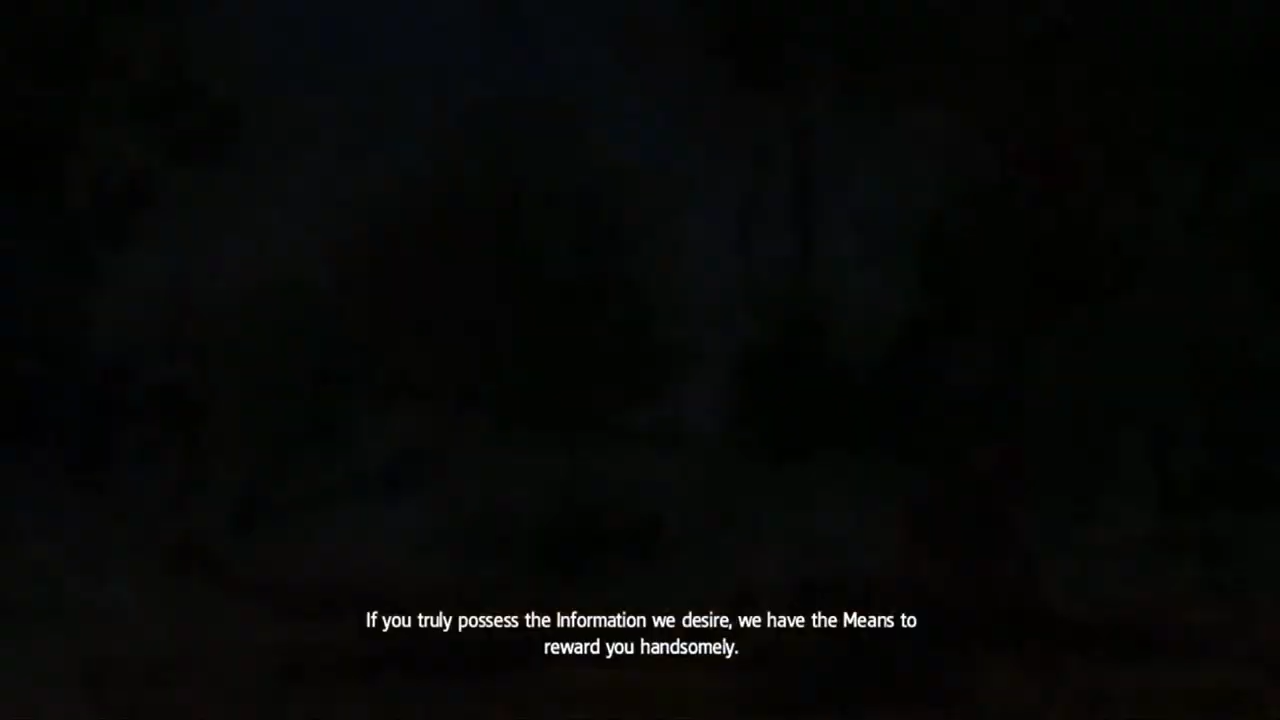 If you truly possess the Information we desire, we have the Means to
reward you handsomely.